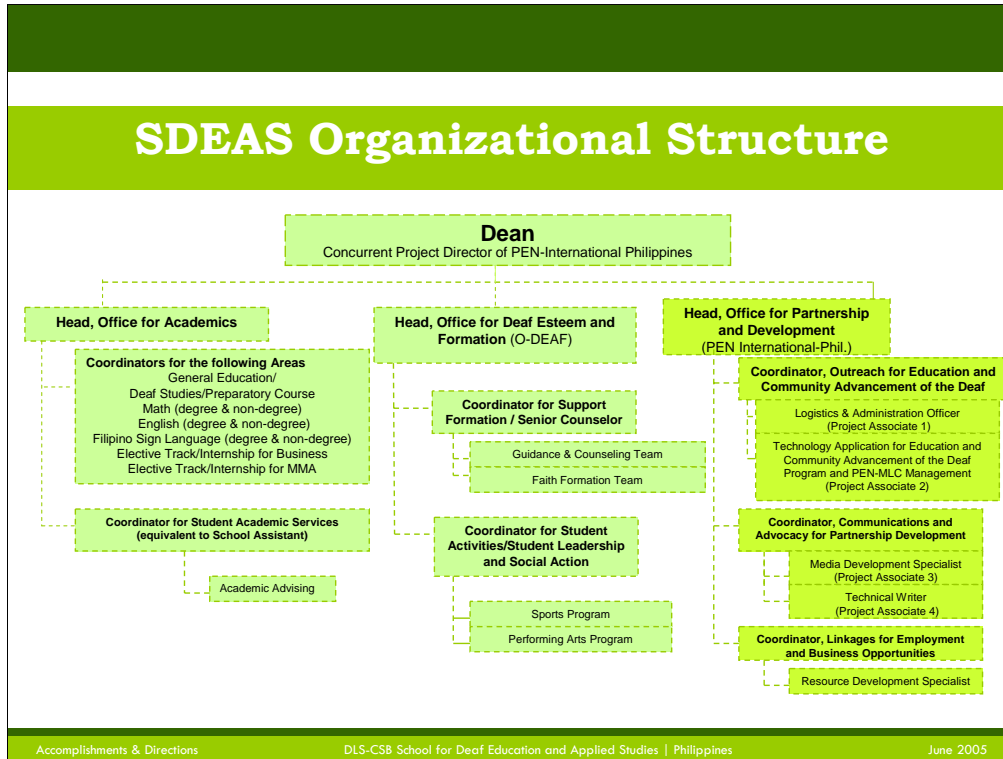 SDEAS Organizational Structure
Dean
Concurrent Project Director of PEN-International Philippines
Head, Office for Academics
Coordinators for the following Areas
General Education/
Deaf Studies/Preparatory Course
Math (degree & non-degree)
English (degree & non-degree)
Filipino Sign Language (degree & non-degree)
Elective Track/Internship for Business
Elective Track/Internship for MMA
Coordinator for Student Academic Services
(equivalent to School Assistant)
Academic Advising
Head, Office for Deaf Esteem and
Formation (O-DEAF)
Coordinator for Support
Formation / Senior Counselor
Guidance & Counseling Team
Faith Formation Team
Coordinator for Student
Activities/Student Leadership
and Social Action
Sports Program
Performing Arts Program
Head, Office for Partnership
and Development
(PEN International-Phil.)
Coordinator, Outreach for Education and
Community Advancement of the Deaf
Logistics & Administration Officer
(Project Associate 1)
Technology Application for Education and
Community Advancement of the Deaf
Program and PEN-MLC Management
(Project Associate 2)
Coordinator, Communications and
Advocacy for Partnership Development
Media Development Specialist
(Project Associate 3)
Technical Writer
(Project Associate 4)
Coordinator, Linkages for Employment
and Business Opportunities
Resource Development Specialist
Accomplishments & Directions
DLS-CSB School for Deaf Education and Applied Studies | Philippines
June 2005